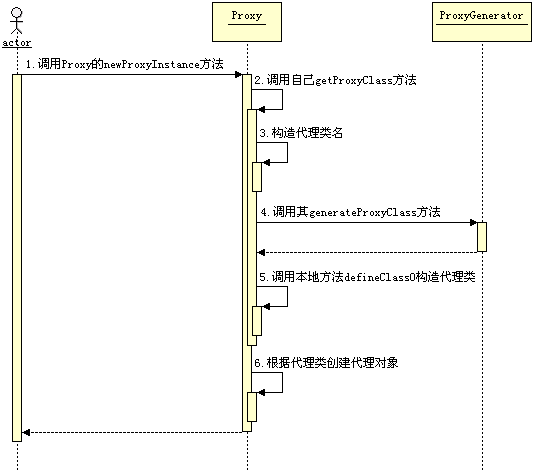 Proxy
ProxyGenerator
actor
1.调用Proxy的newProxyInstance方法
2.调用自己getProxyClass方法
3.构造代理类名
4.调用其generateProxyClass方法
5.调用本地方法defineClass0构造代理类
6.根据代理类创建代理对象